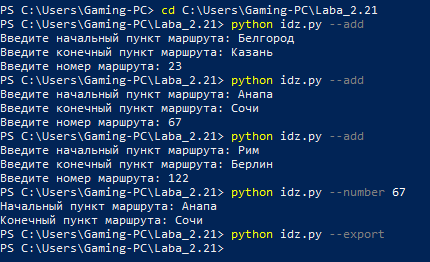 PS C:\Users\Gaming-PC> cd C:\Users\Gaming-PC\Laba_2.21
PS C:\Users\Gaming-PC\Laba_2.21> python idz.py --add
Введите начальный пункт маршрута: Белгород
Введите конечный пункт маршрута: Казань
Введите номер маршрута: 23
PS C:\Users\Gaming-PC\Laba_2.21> python idz.py --add
Введите начальный пункт маршрута: Анапа
Введите конечный пункт маршрута: Сочи
Введите номер маршрута: 67
PS C:\Users\Gaming-PC\Laba_2.21> python idz.py --add
Введите начальный пункт маршрута: Рим
Введите конечный пункт маршрута: Берлин
Введите номер маршрута: 122
PS C:\Users\Gaming-PC\Laba_2.21> python idz.py --number 67
Начальный пункт маршрута: Анапа
Конечный пункт маршрута: Сочи
PS C:\Users\Gaming-PC\Laba_2.21> python idz.py --export
PS C:\Users\Gaming-PC\Laba_2.21>